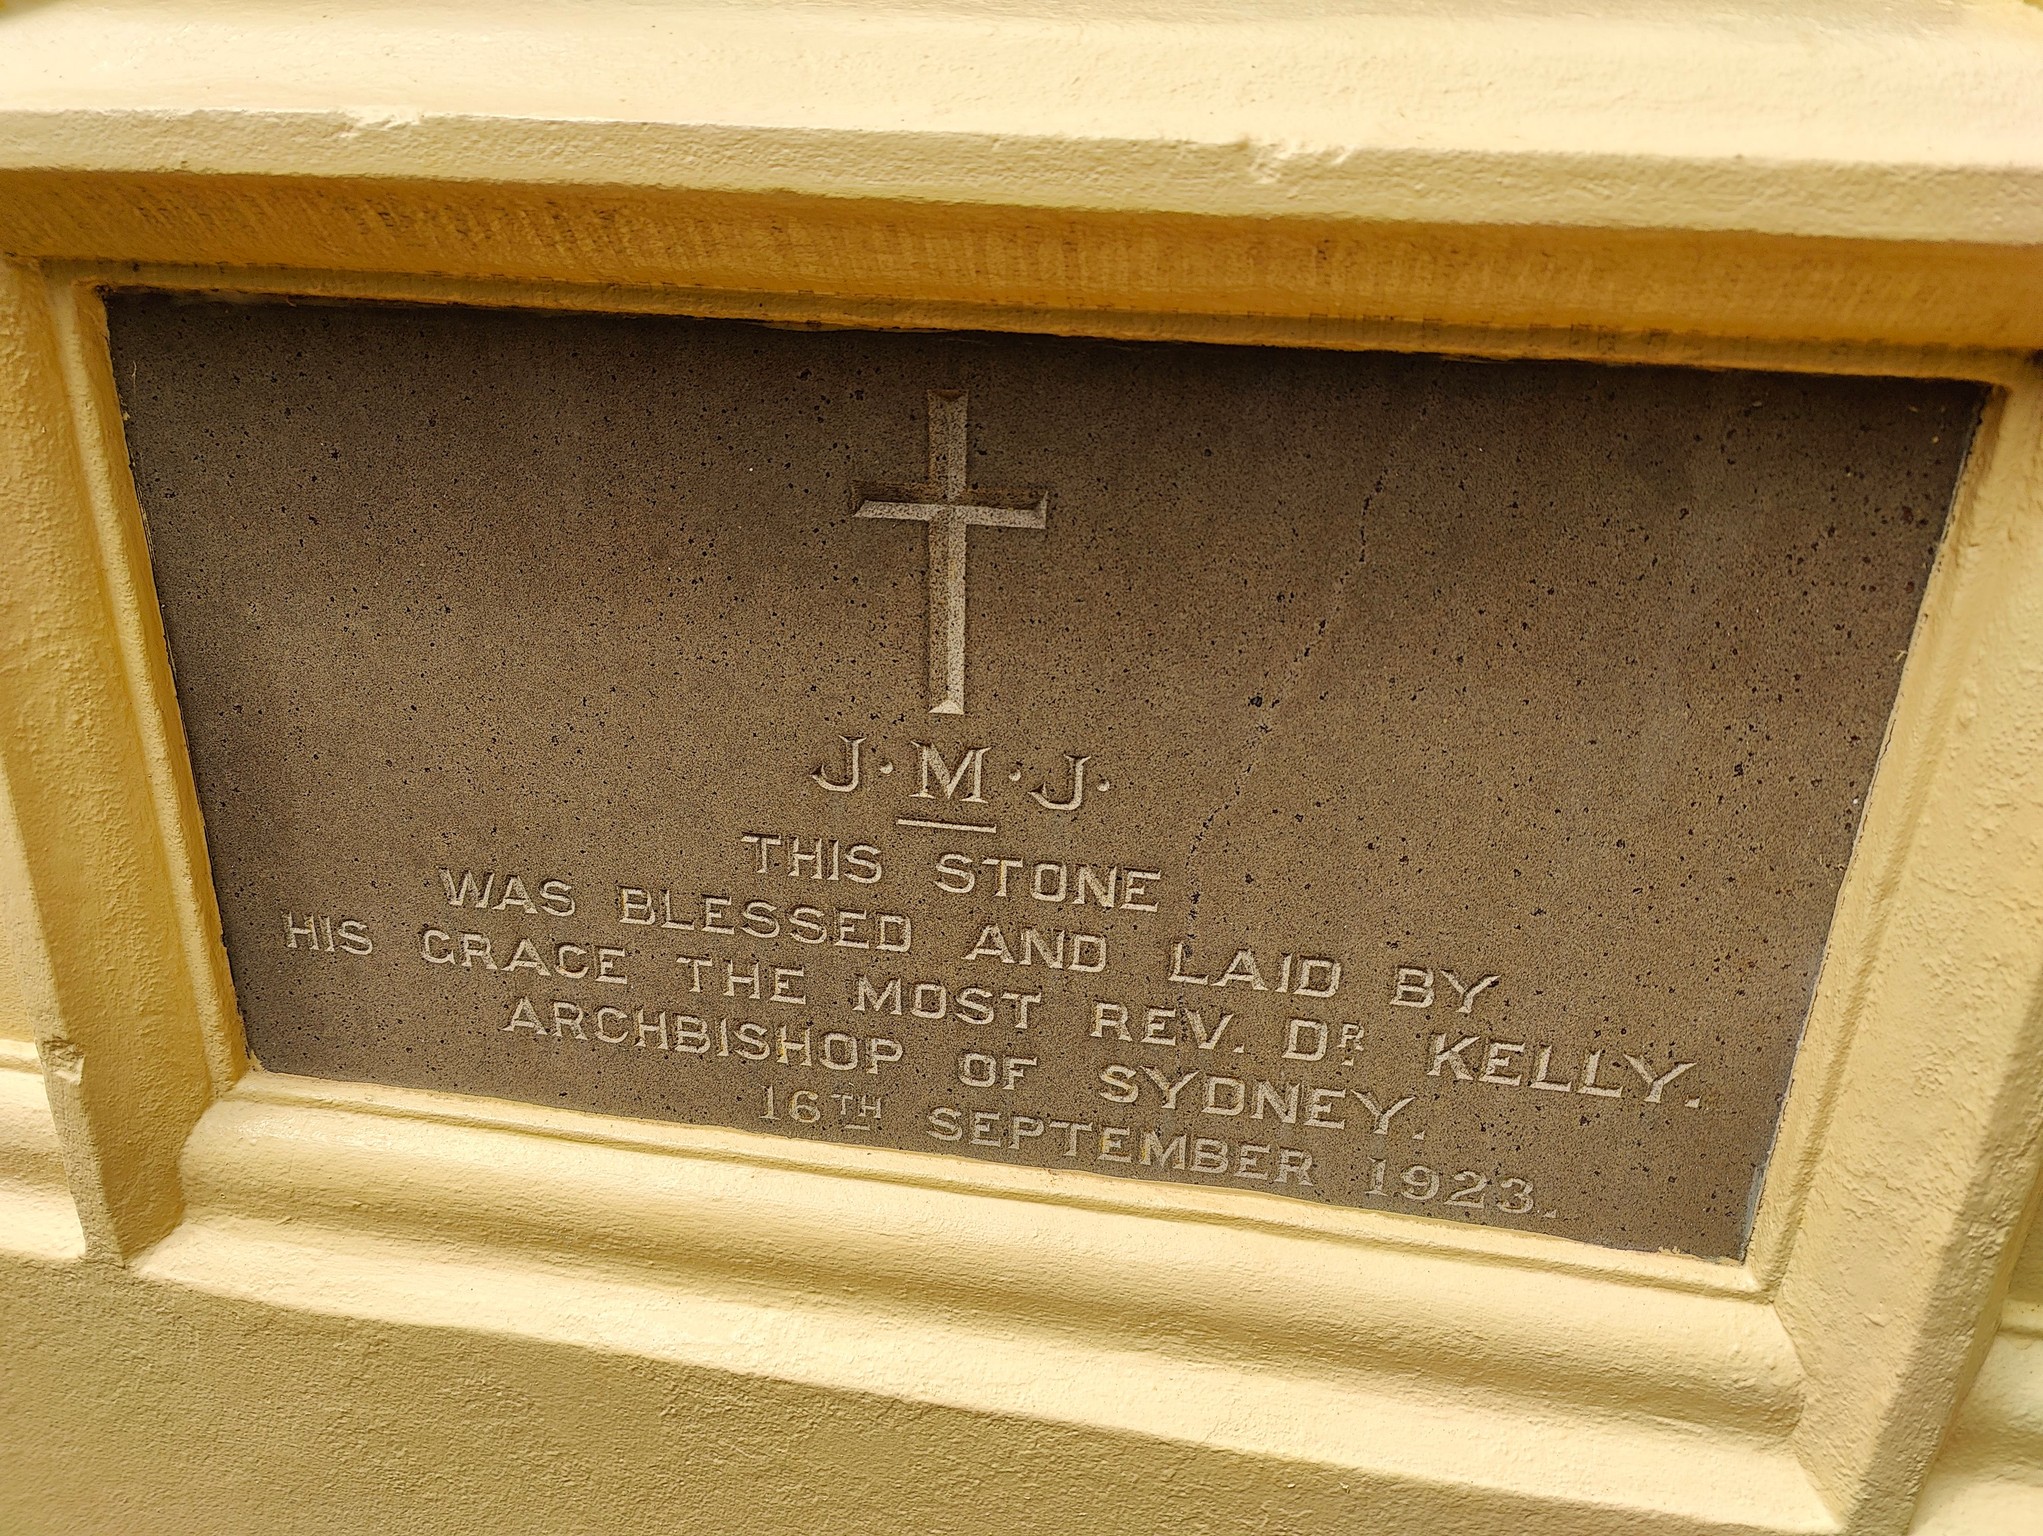 J·M·J·
THIS STONE
WAS BLESSED AND LAID BY
HIS GRACE THE MOST REV. DR KELLY.
ARCHBISHOP OF SYDNEY.
16TH SEPTEMBER 1923.